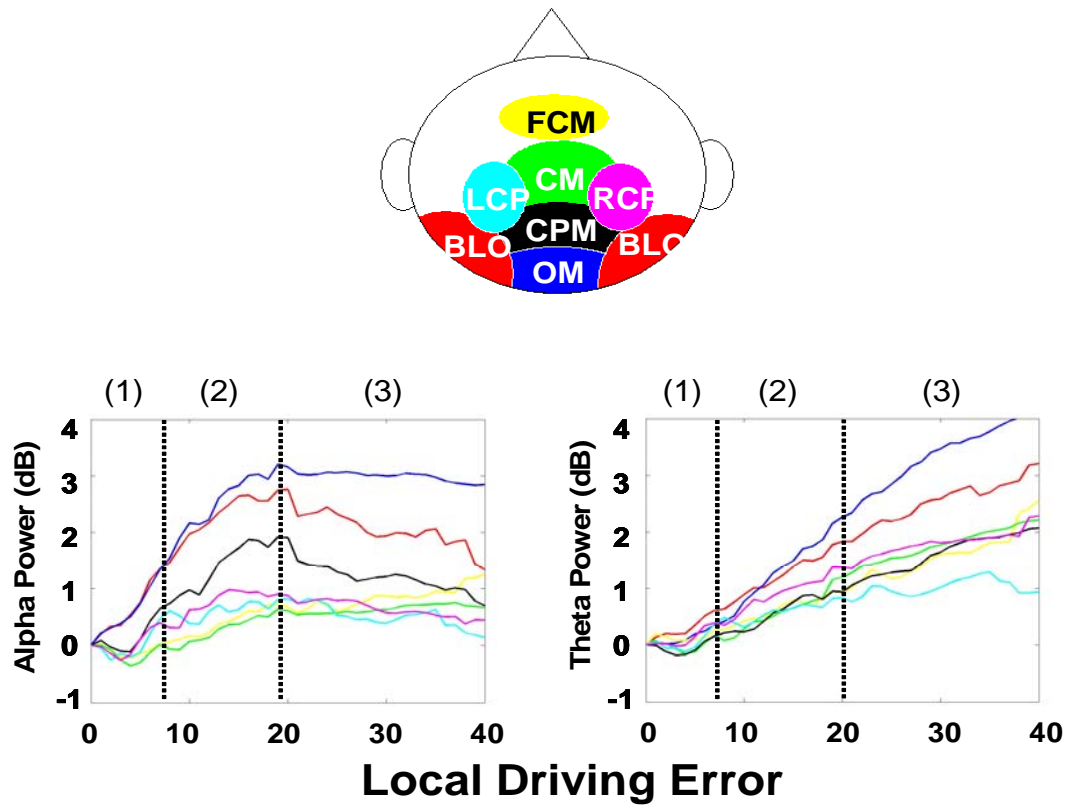 FCM
CM
LCP RCP
CPM
BLO BLO
OM
(1) (2) (3)
(1) (2) (3)
Alpha Power (dB)
4
3
2
1
0
-1
0 10 20 30 40
Theta Power (dB)
4
3
2
1
0
-1
0 10 20 30 40
Local Driving Error